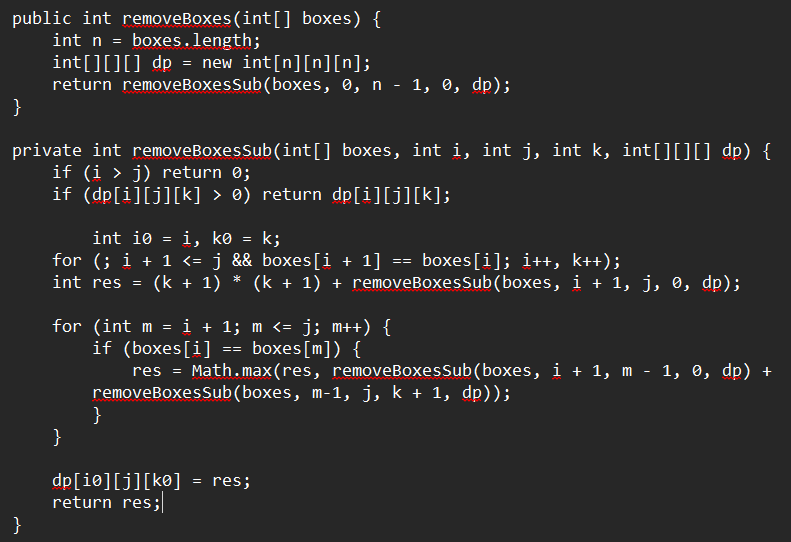 public int removeBoxes(int[] boxes) {
int n = boxes.length;
int[][][] dp = new int[n][n][n];
return removeBoxesSub(boxes, 0, n - 1, 0, dp);
}
private int removeBoxesSub(int[] boxes, int i, int j, int k, int[][][] dp) {
if (i > j) return 0;
if (dp[i][j][k] > 0) return dp[i][j][k];
int i0 = i, k0 = k;
for (; i + 1 <= j && boxes[i + 1] == boxes[i]; i++, k++);
int res = (k + 1) * (k + 1) + removeBoxesSub(boxes, i + 1, j, 0, dp);
for (int m = i + 1; m <= j; m++) {
if (boxes[i] == boxes[m]) {
res = Math.max(res, removeBoxesSub(boxes, i + 1, m - 1, 0, dp) +
removeBoxesSub(boxes, m-1, j, k + 1, dp));
}
}
dp[i0][j][k0] = res;
return res;
}